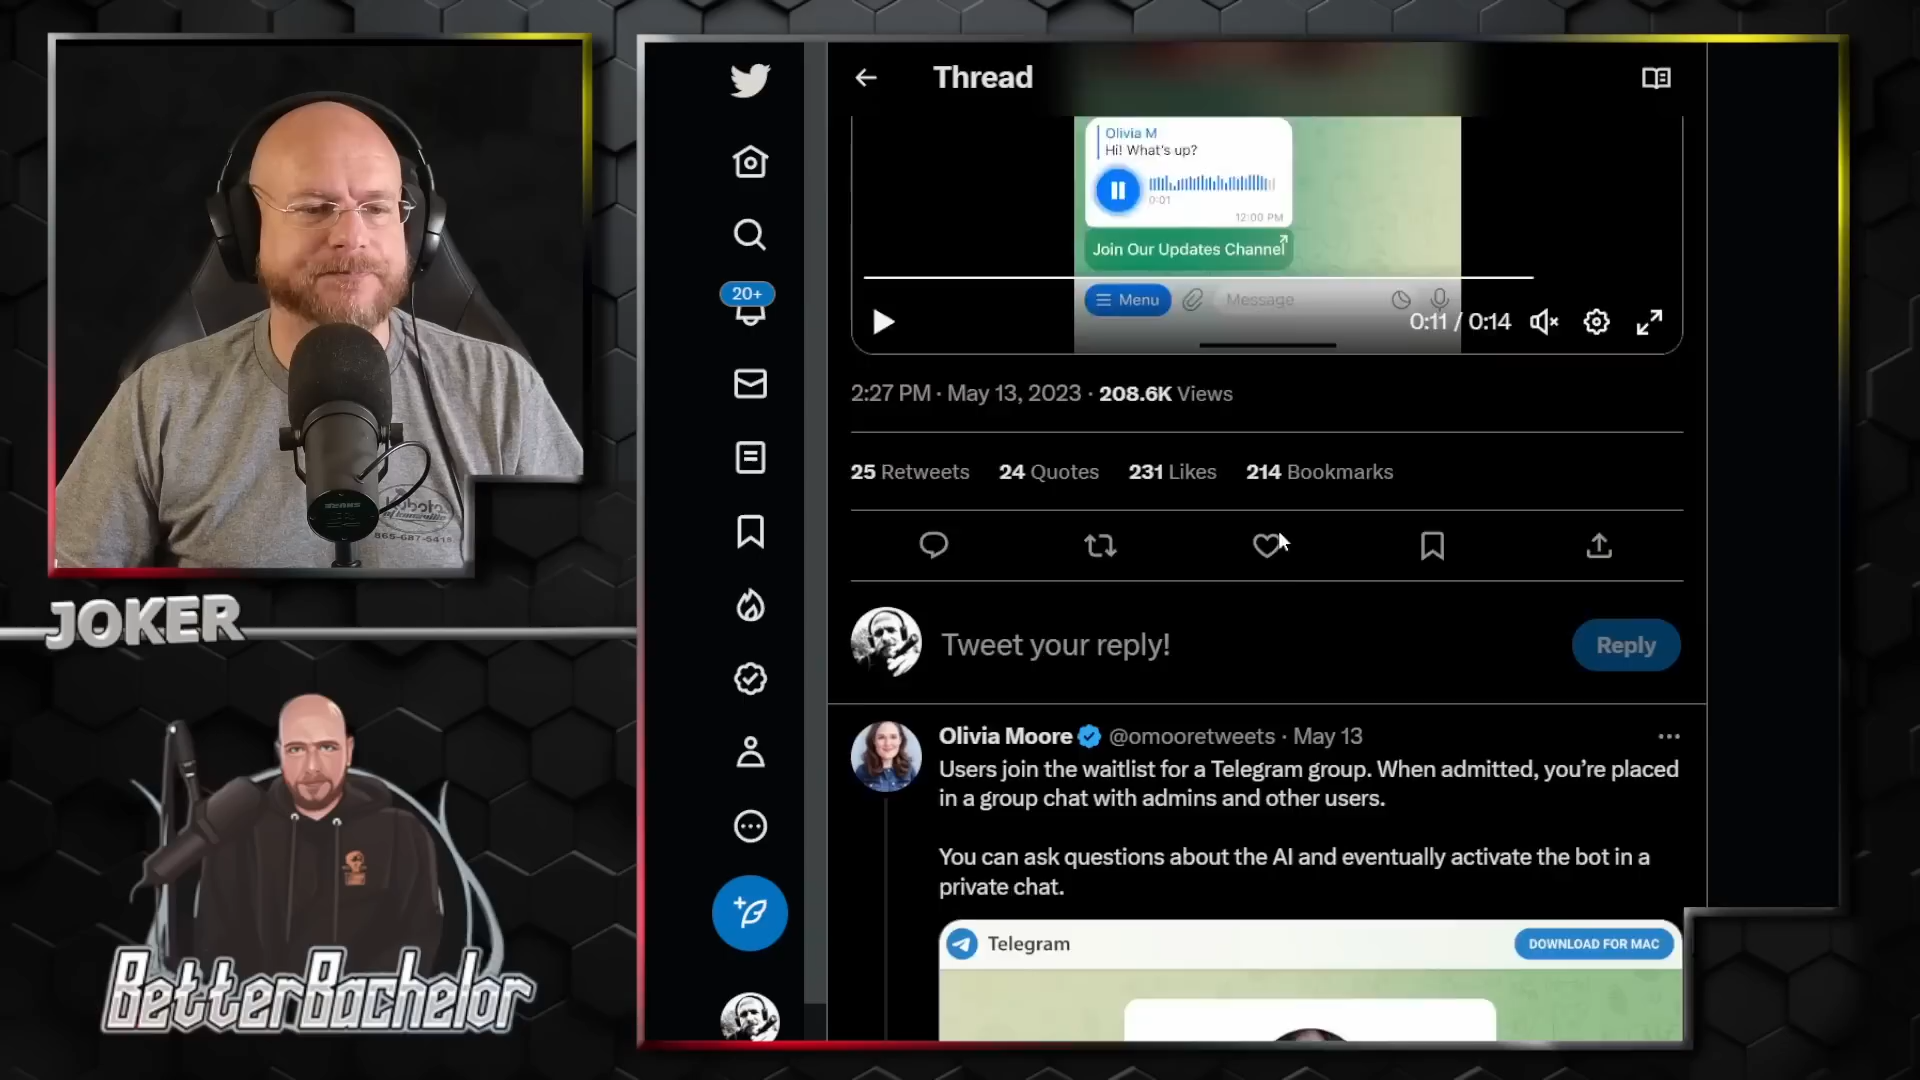 Thread
Olivia M
Hi! What's up?
0:01
12:00 PM
Join Our Updates Channel
Menu
Message
0:11 / 0:14
20+
2:27 PM · May 13, 2023 · 208.6K Views
25 Retweets 24 Quotes 231 Likes 214 Bookmarks
Tweet your reply!
Reply
Olivia Moore @omooretweets · May 13
Users join the waitlist for a Telegram group. When admitted, you're placed
in a group chat with admins and other users.
You can ask questions about the AI and eventually activate the bot in a
private chat.
Telegram
DOWNLOAD FOR MAC
Kubota
865-687-5418
JOKER
BetterBachelor